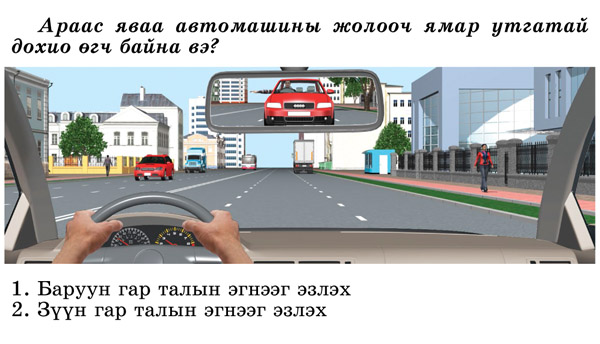 Араас яваа автомашины жолооч ямар утгатай
дохио өгч байна вэ?
1. Баруун гар талын эгнээг эзлэх
2. Зүүн гар талын эгнээг эзлэх